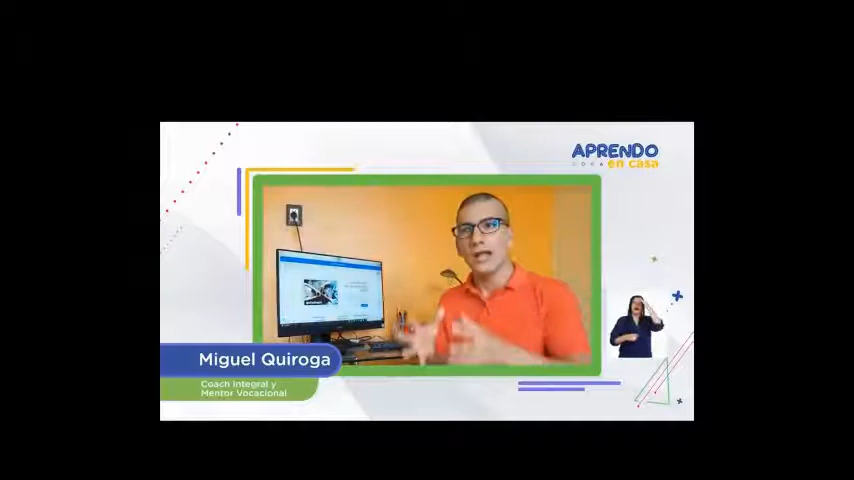 APRENDO
en casa
Miguel Quiroga
Coach Integral y
Mentor Vocacional